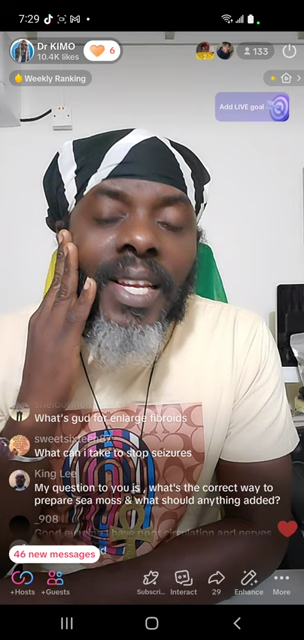 7:29
Dr KIMO
10.4K likes
6
133
Weekly Ranking
Add LIVE goal
What's gud for enlarge fibroids
What can i take to stop seizures
King Lee
My question to you is , what's the correct way to
prepare sea moss & what should anything added?
_908
46 new messages
+Hosts
+Guests
Subscri...
Interact
29
Enhance
More